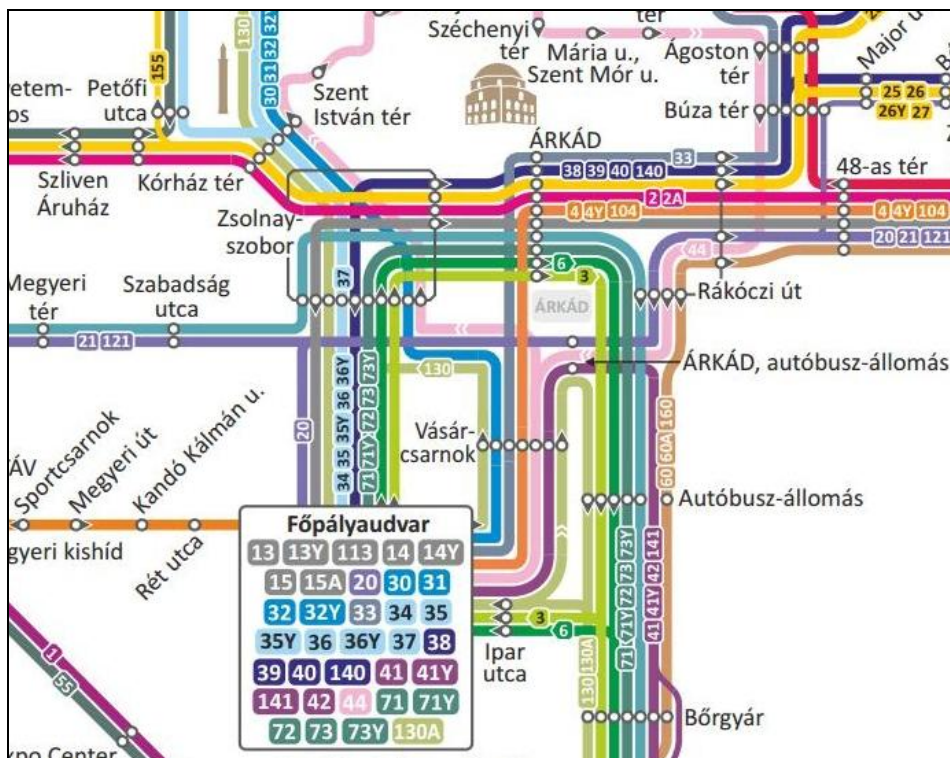 Széchenyi
tér
Mária u.,
Szent Mór u.
tér
Ágoston
tér
Major u
130
30 31 32
155
Petőfi
utca
Szent
István tér
Búza tér
25 26
26Y 27
ÁRKÁD
33
38 39 40 140
48-as tér
Szliven
Áruház
Kórház tér
2 2A
Zsolnay-
szobor
4 4Y 104
4 4Y 104
20 21 121
44
6
3
37
Megyeri
tér
Szabadság
utca
ÁRKÁD
Rákóczi út
21 121
ÁRKÁD, autóbusz-állomás
130
20
34 35 35Y 36 36Y
71 71Y 72 73 73Y
Vásár-
csarnok
60 60A 160
Sportcsarnok
Megyeri út
Kandó Kálmán u.
Autóbusz-állomás
gyeri kishíd
Rét utca
Főpályaudvar
13 13Y 113 14 14Y
15 15A 20 30 31
32 32Y 33 34 35
35Y 36 36Y 37 38
39 40 140 41 41Y
141 42 44 71 71Y
72 73 73Y 130A
71 71Y 72 73 73Y
41 41Y 42 141
3
6
Ipar
utca
130 130A
1
55
Bőrgyár
xpo Center